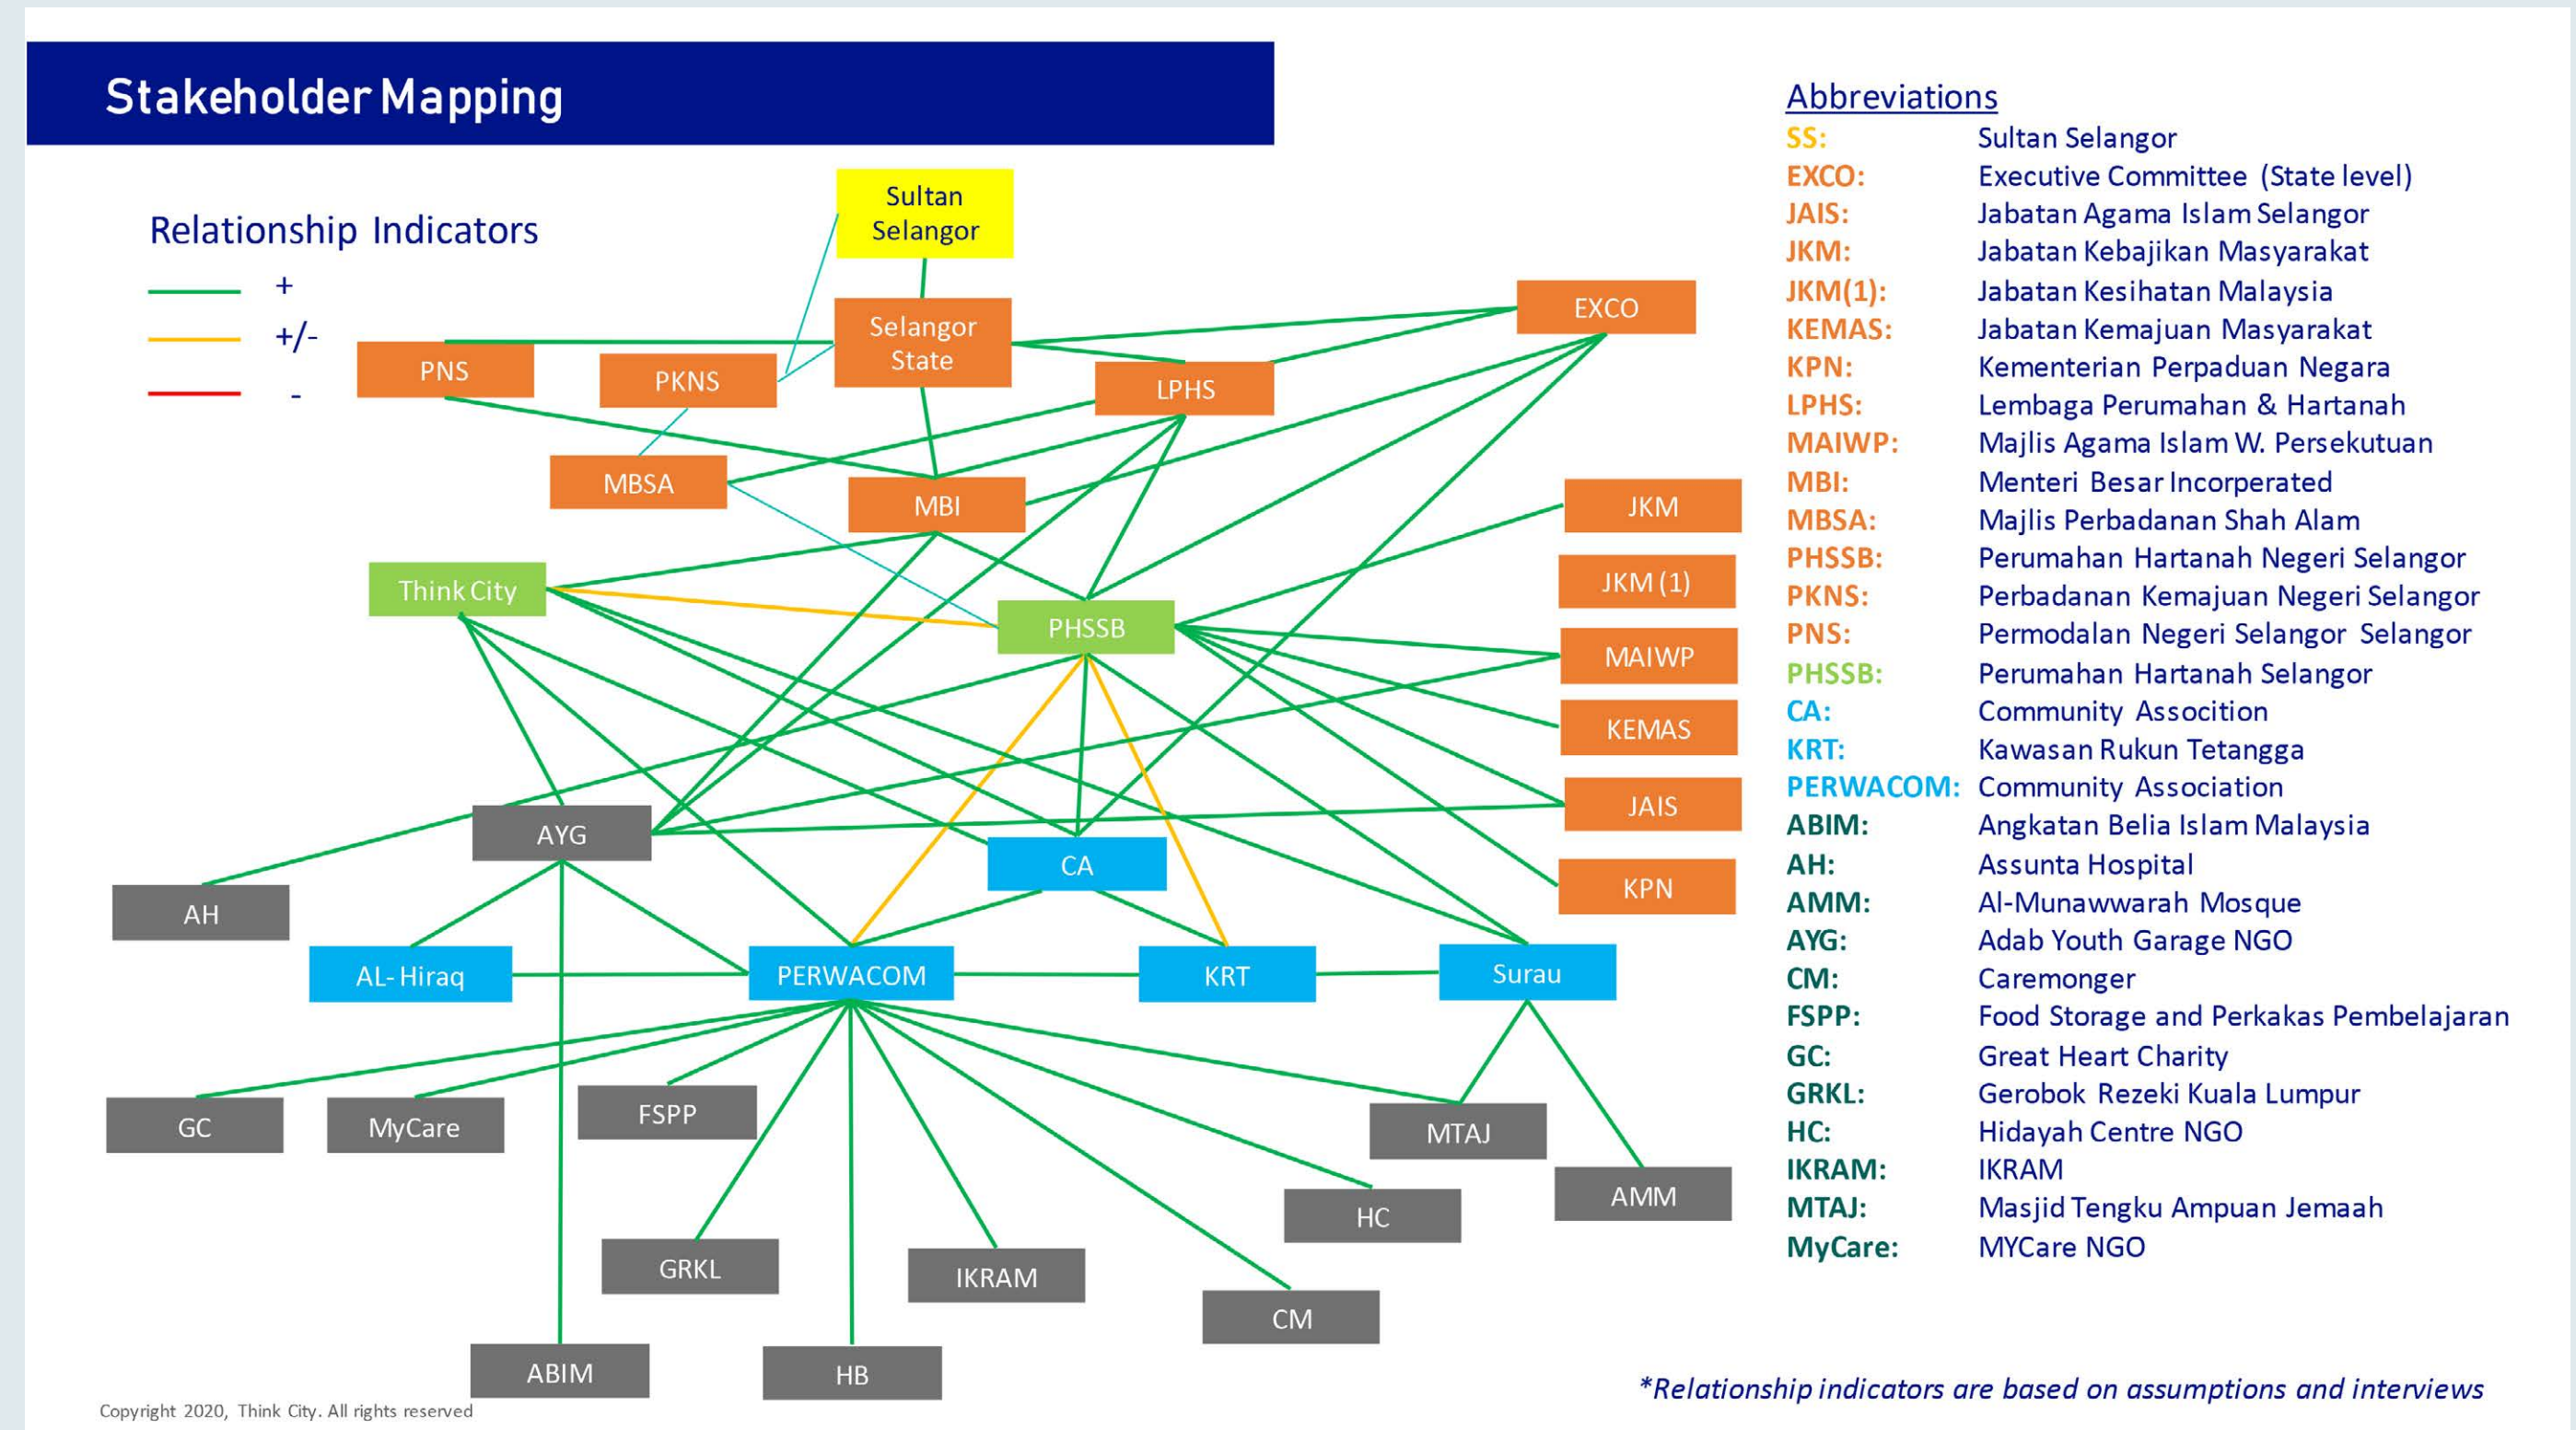 Stakeholder Mapping
Relationship Indicators
+
+/-
-
Sultan
Selangor
Selangor
State
EXCO
PNS
PKNS
LPHS
MBSA
MBI
JKM
Think City
JKM (1)
PHSSB
MAIWP
KEMAS
JAIS
AYG
CA
KPN
AH
AL- Hiraq
PERWACOM
KRT
Surau
GC
MyCare
FSPP
MTAJ
AMM
HC
GRKL
IKRAM
CM
ABIM
HB
Abbreviations
SS: Sultan Selangor
EXCO: Executive Committee (State level)
JAIS: Jabatan Agama Islam Selangor
JKM: Jabatan Kebajikan Masyarakat
JKM(1): Jabatan Kesihatan Malaysia
KEMAS: Jabatan Kemajuan Masyarakat
KPN: Kementerian Perpaduan Negara
LPHS: Lembaga Perumahan & Hartanah
MAIWP: Majlis Agama Islam W. Persekutuan
MBI: Menteri Besar Incorperated
MBSA: Majlis Perbadanan Shah Alam
PHSSB: Perumahan Hartanah Negeri Selangor
PKNS: Perbadanan Kemajuan Negeri Selangor
PNS: Permodalan Negeri Selangor Selangor
PHSSB: Perumahan Hartanah Selangor
CA: Community Assocition
KRT: Kawasan Rukun Tetangga
PERWACOM: Community Association
ABIM: Angkatan Belia Islam Malaysia
AH: Assunta Hospital
AMM: Al-Munawwarah Mosque
AYG: Adab Youth Garage NGO
CM: Caremonger
FSPP: Food Storage and Perkakas Pembelajaran
GC: Great Heart Charity
GRKL: Gerobok Rezeki Kuala Lumpur
HC: Hidayah Centre NGO
IKRAM: IKRAM
MTAJ: Masjid Tengku Ampuan Jemaah
MyCare: MYCare NGO
*Relationship indicators are based on assumptions and interviews
Copyright 2020, Think City. All rights reserved